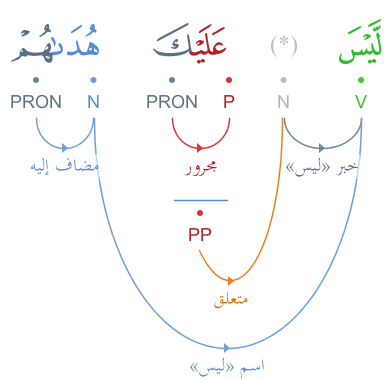 لَّيْسَ (*) عَلَيْكَ هُدَىٰهُمْ
V N P PRON N PRON
خبر «ليس» مجرور مضاف إليه
PP
متعلق
اسم «ليس»